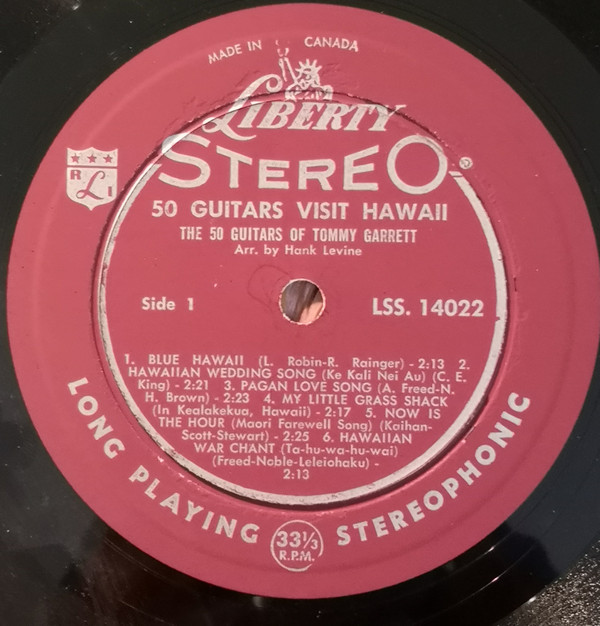 MADE IN CANADA
LIBERTY
STEREO
®
R L I
50 GUITARS VISIT HAWAII
THE 50 GUITARS OF TOMMY GARRETT
Arr. by Hank Levine
Side 1 LSS. 14022
1. BLUE HAWAII (L. Robin-R. Rainger) - 2:13 2.
HAWAIIAN WEDDING SONG (Ke Kali Nei Au) (C. E.
King) - 2:21 3. PAGAN LOVE SONG (A. Freed-N.
H. Brown) - 2:23 4. MY LITTLE GRASS SHACK
(In Kealakekua, Hawaii) - 2:17 5. NOW IS
THE HOUR (Maori Farewell Song) (Kaihan-
Scott-Stewart) - 2:25 6. HAWAIIAN
WAR CHANT (Ta-hu-wa-hu-wai)
(Freed-Noble-Leleiohaku) -
2:13
LONG PLAYING 33⅓ R.P.M. STEREOPHONIC